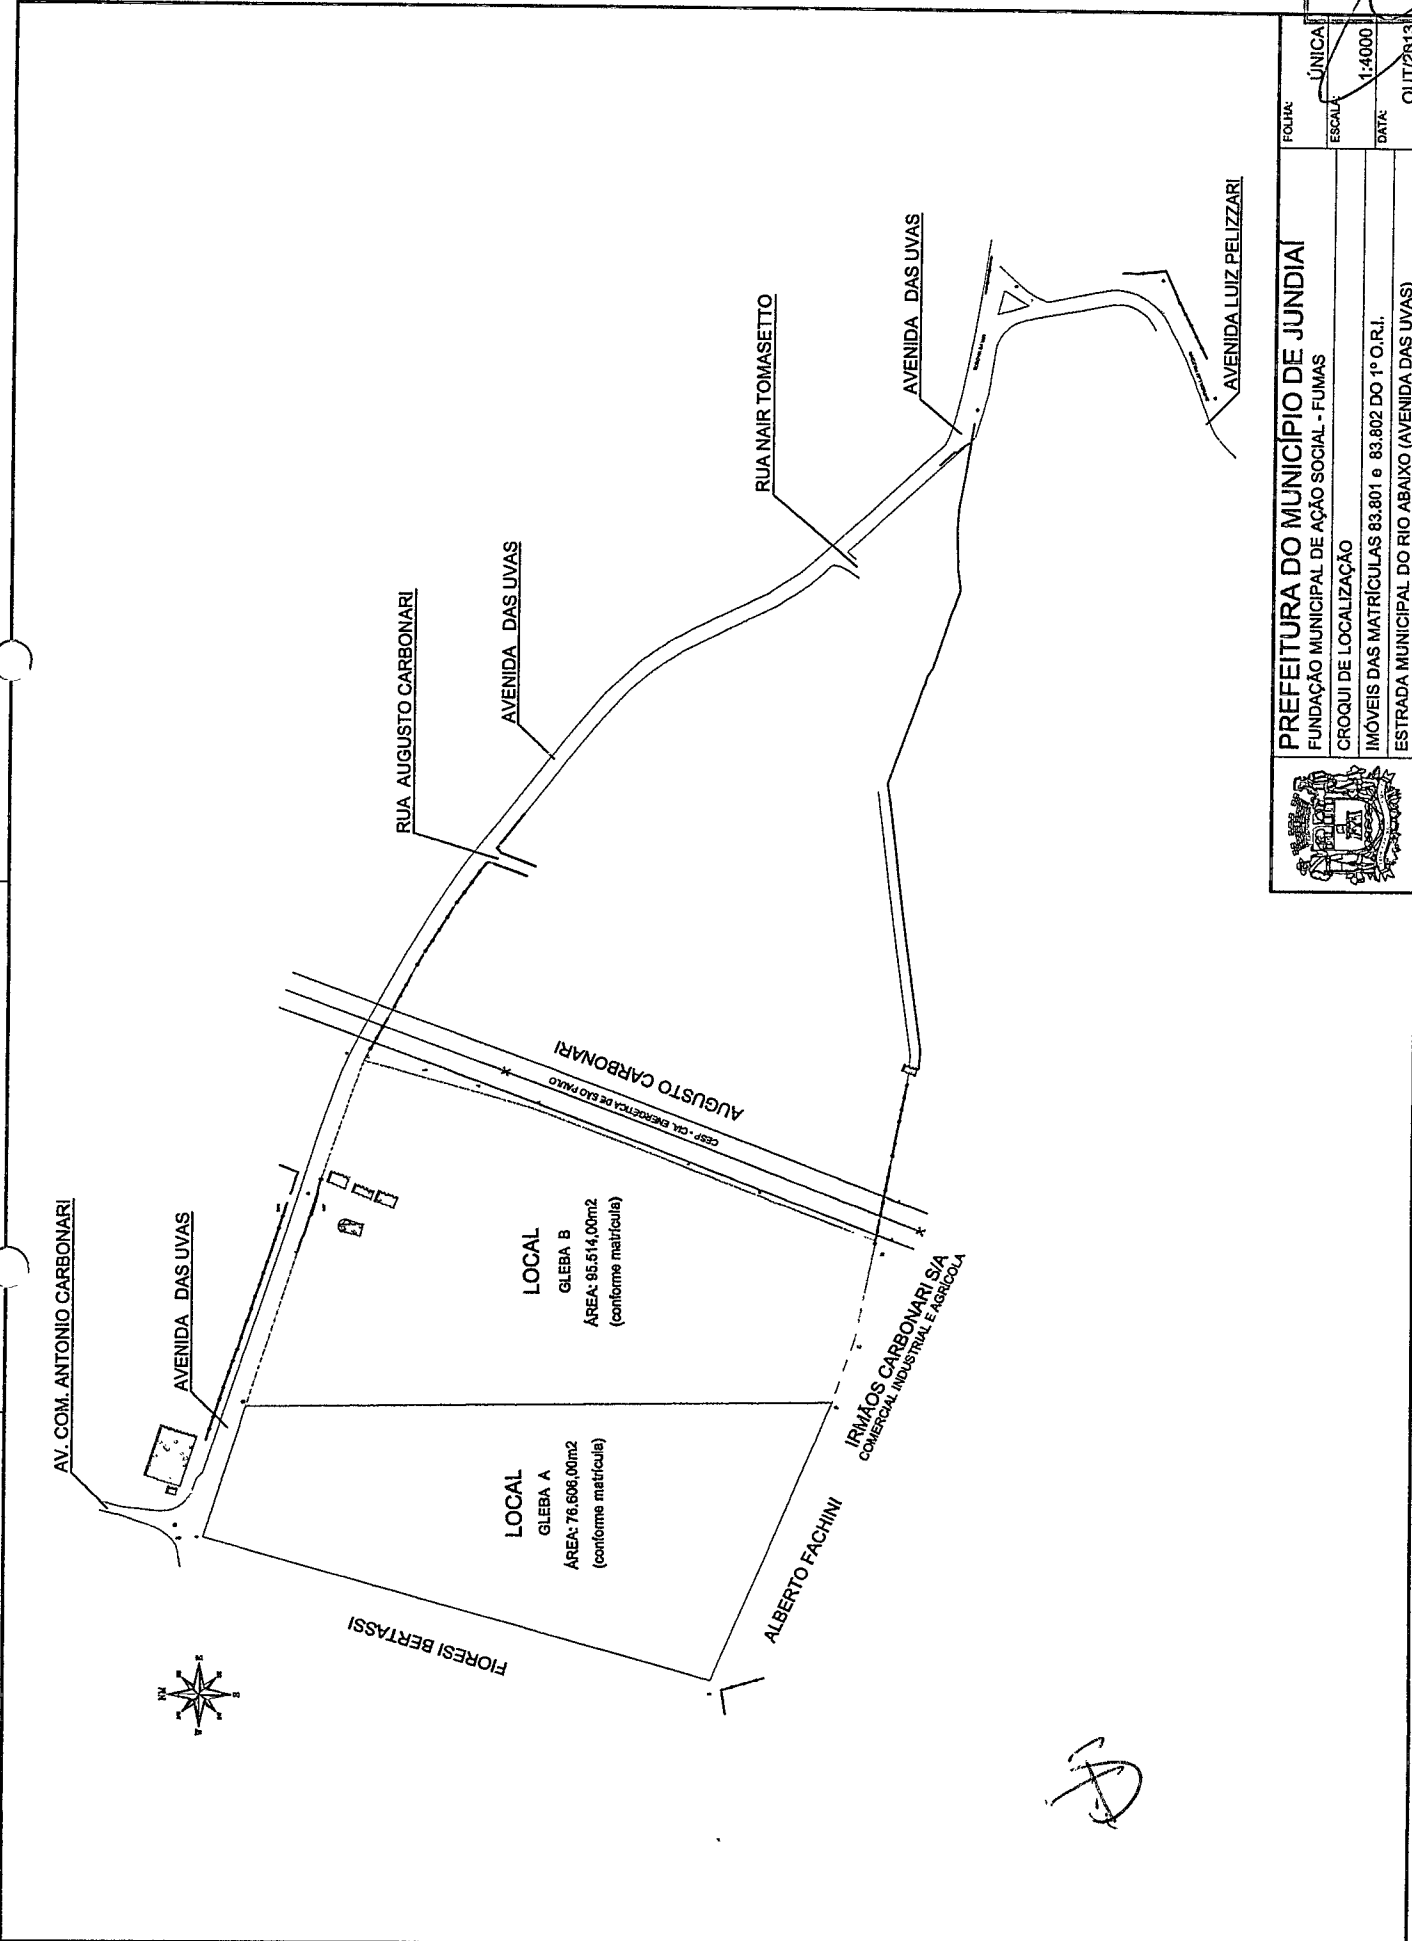 AV. COM. ANTONIO CARBONARI
AVENIDA DAS UVAS
RUA AUGUSTO CARBONARI
AVENIDA DAS UVAS
RUA NAIR TOMASETTO
AVENIDA DAS UVAS
AVENIDA LUIZ PELIZZARI
FIORESI BERTASSI
LOCAL
GLEBA A
ÁREA: 76.606,00m2
(conforme matrícula)
LOCAL
GLEBA B
ÁREA: 95.514,00m2
(conforme matrícula)
CESP - CIA. ENERGÉTICA DE SÃO PAULO
AUGUSTO CARBONARI
ALBERTO FACHINI
IRMÃOS CARBONARI S/A
COMERCIAL INDUSTRIAL E AGRÍCOLA
PREFEITURA DO MUNICÍPIO DE JUNDIAÍ
FUNDAÇÃO MUNICIPAL DE AÇÃO SOCIAL - FUMAS
CROQUI DE LOCALIZAÇÃO
IMÓVEIS DAS MATRÍCULAS 83.801 e 83.802 DO 1º O.R.I.
ESTRADA MUNICIPAL DO RIO ABAIXO (AVENIDA DAS UVAS)
FOLHA:
ÚNICA
ESCALA:
1:4000
DATA:
OUT/2013